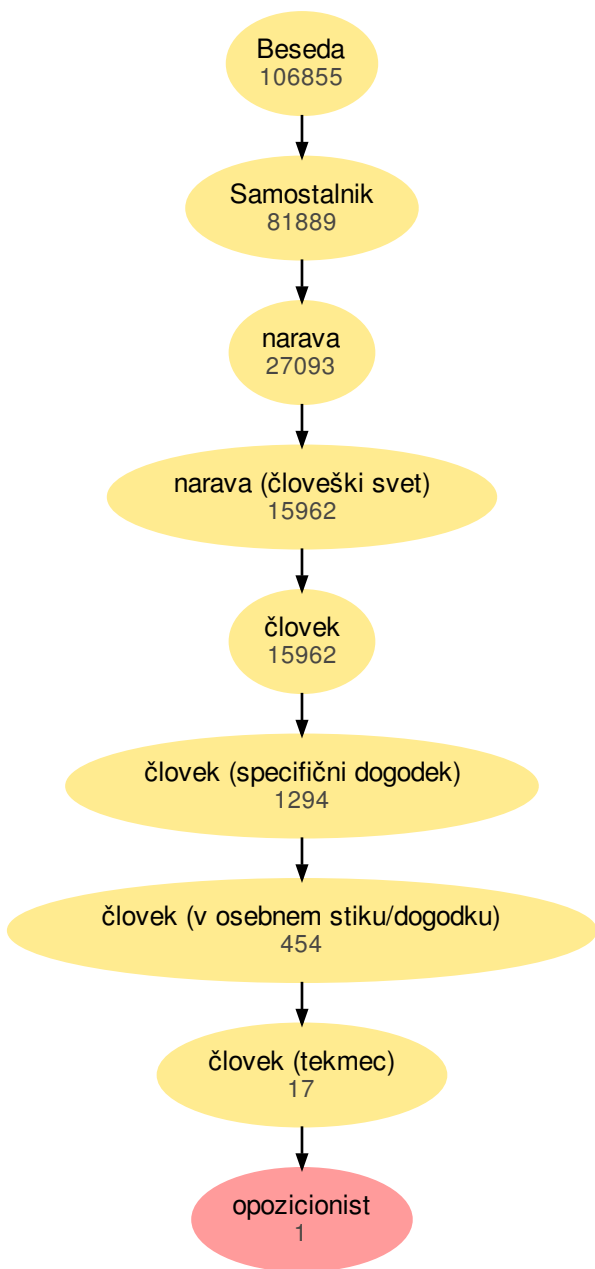 Beseda
106855
Samostalnik
81889
narava
27093
narava (človeški svet)
15962
človek
15962
človek (specifični dogodek)
1294
človek (v osebnem stiku/dogodku)
454
človek (tekmec)
17
opozicionist
1